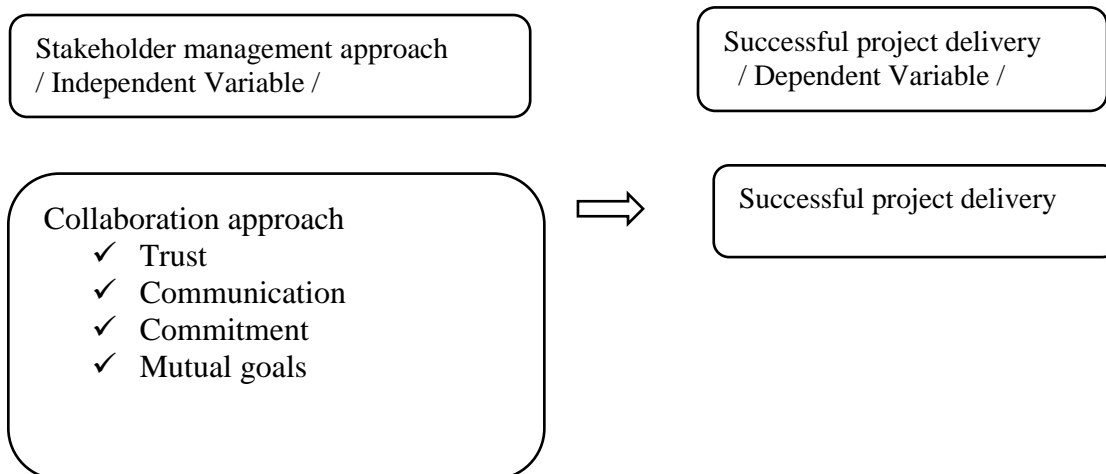 Stakeholder management approach
/ Independent Variable /
Successful project delivery
/ Dependent Variable /
Collaboration approach
✓ Trust
✓ Communication
✓ Commitment
✓ Mutual goals
Successful project delivery